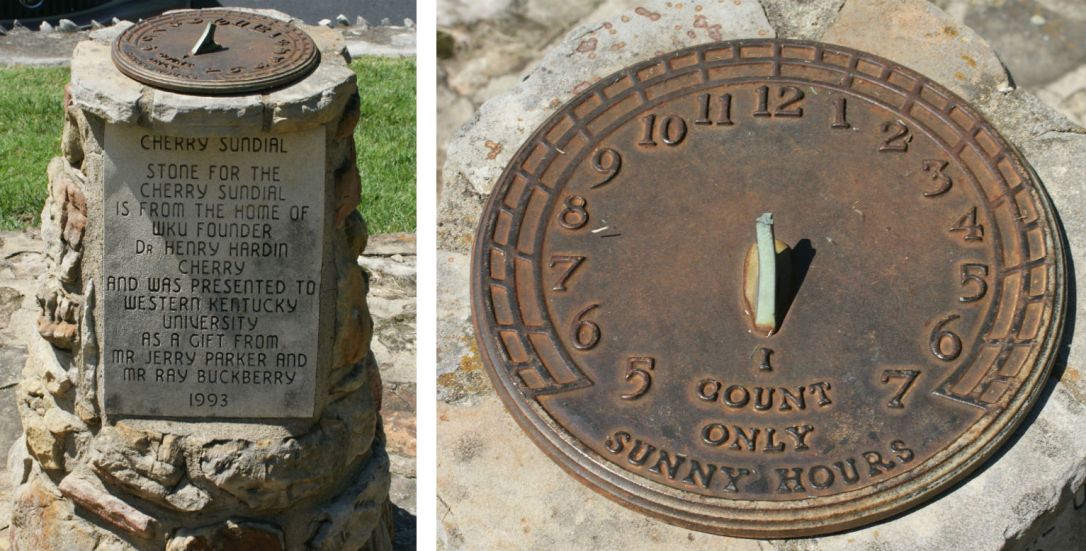 CHERRY SUNDIAL
STONE FOR THE
CHERRY SUNDIAL
IS FROM THE HOME OF
WKU FOUNDER
DR HENRY HARDIN
CHERRY
AND WAS PRESENTED TO
WESTERN KENTUCKY
UNIVERSITY
AS A GIFT FROM
MR JERRY PARKER AND
MR RAY BUCKBERRY
1993
5 6 7 8 9 10 11 12 1 2 3 4 5 6 7
I
COUNT
ONLY
SUNNY HOURS